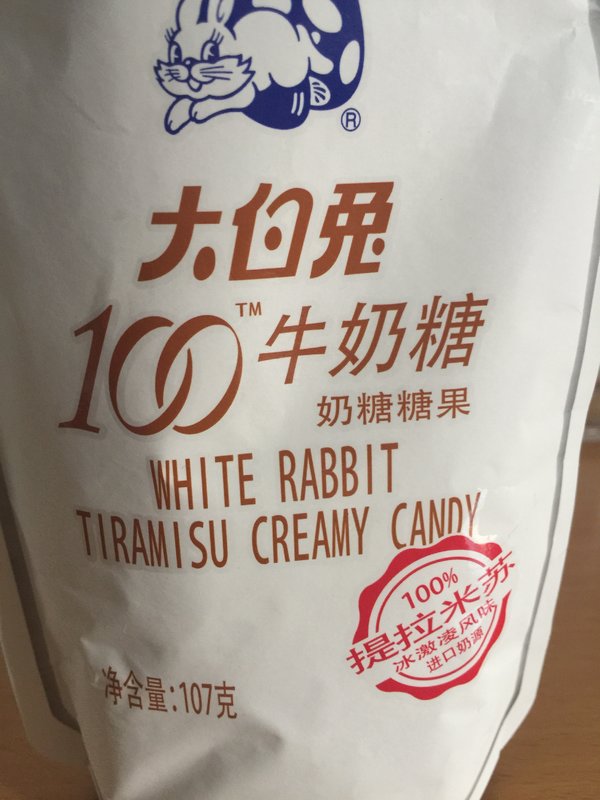 ®
大白兔
100™牛奶糖
奶糖糖果
WHITE RABBIT
TIRAMISU CREAMY CANDY
100%
提拉米苏
冰激凌风味
进口奶源
净含量:107克